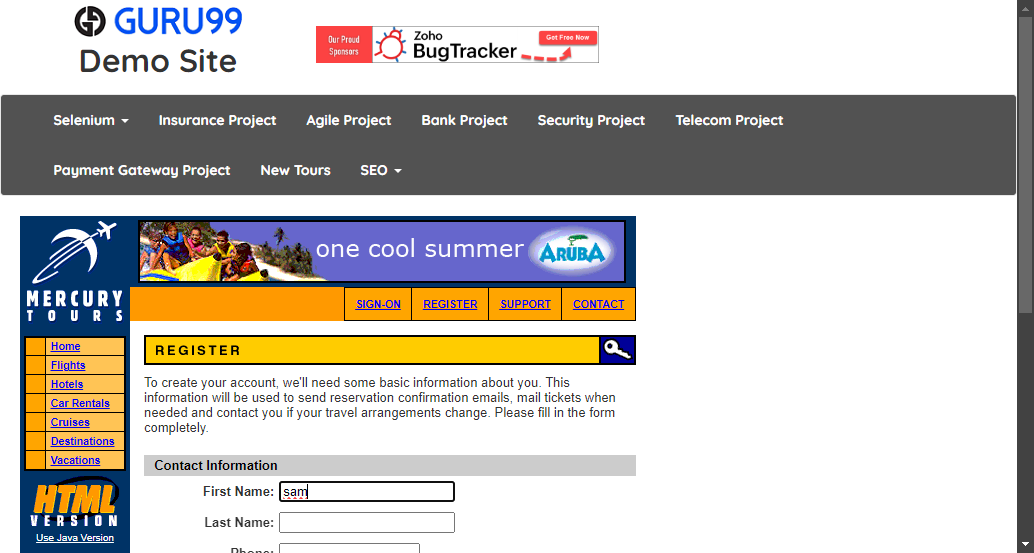 GURU99
Demo Site
Our Proud Sponsors
Zoho
BugTracker
Get Free Now
Selenium
Insurance Project
Agile Project
Bank Project
Security Project
Telecom Project
Payment Gateway Project
New Tours
SEO
one cool summer
ARUBA
MERCURY
TOURS
SIGN-ON
REGISTER
SUPPORT
CONTACT
Home
Flights
Hotels
Car Rentals
Cruises
Destinations
Vacations
HTML
VERSION
Use Java Version
REGISTER
To create your account, we'll need some basic information about you. This
information will be used to send reservation confirmation emails, mail tickets when
needed and contact you if your travel arrangements change. Please fill in the form
completely.
Contact Information
First Name: sam
Last Name:
Phone: